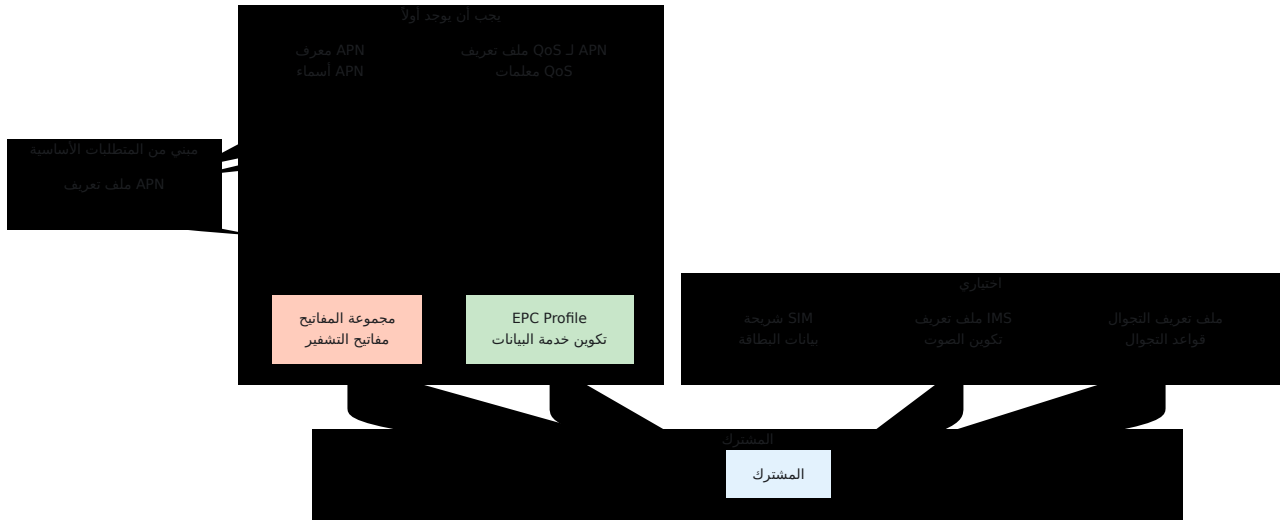 يجب أن يوجد أولاً
APN معرف
APN أسماء
APN لـ QoS ملف تعريف
QoS معلمات
مبني من المتطلبات الأساسية
APN ملف تعريف
مجموعة المفاتيح
مفاتيح التشفير
EPC Profile
تكوين خدمة البيانات
اختياري
SIM شريحة
بيانات البطاقة
IMS ملف تعريف
تكوين الصوت
ملف تعريف التجوال
قواعد التجوال
المشترك
المشترك